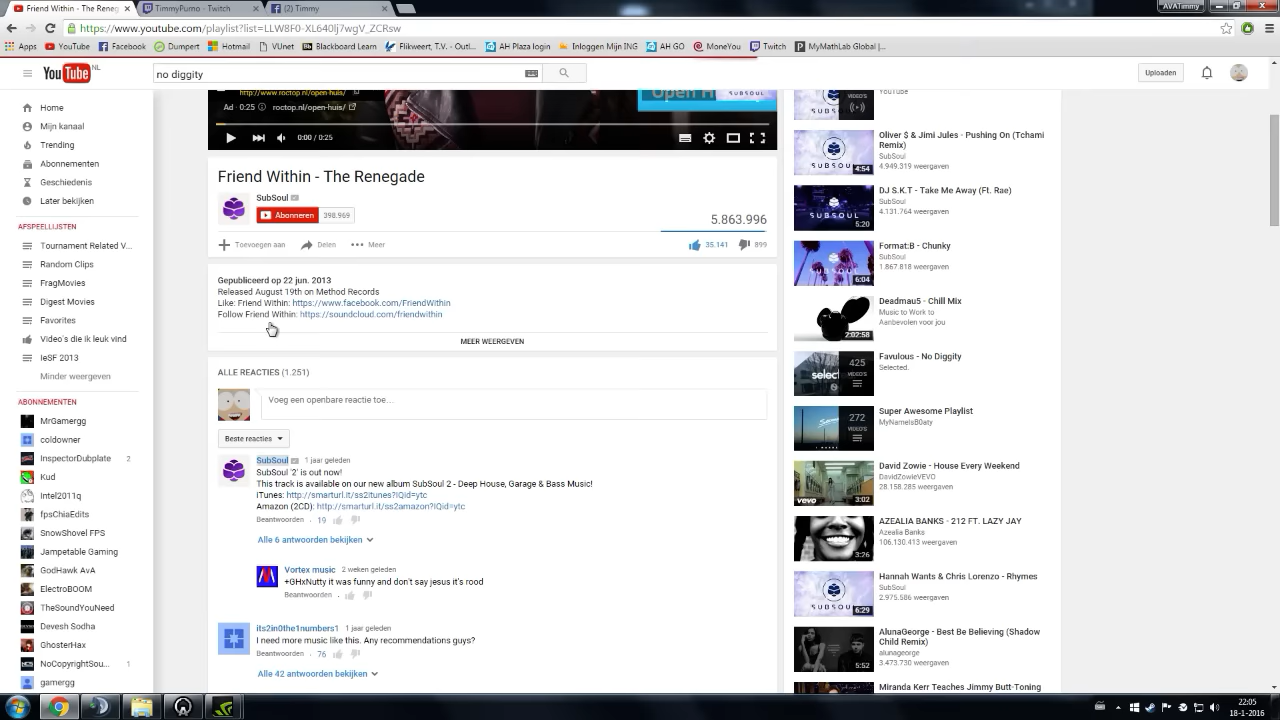 Friend Within - The Reneg
TimmyPurno - Twitch
(2) Timmy
AVATimmy
https://www.youtube.com/playlist?list=LLW8F0-XL640lj7wgV_ZCRsw
Apps
YouTube
Facebook
Dumpert
Hotmail
VUnet
Blackboard Learn
Flikweert, T.V. - Outl...
AH Plaza login
Inloggen Mijn ING
AH GO
MoneYou
Twitch
MyMathLab Global |...
YouTube NL
no diggity
Uploaden
Home
Mijn kanaal
Trending
Abonnementen
Geschiedenis
Later bekijken
AFSPEELLIJSTEN
Tournament Related V...
Random Clips
FragMovies
Digest Movies
Favorites
Video's die ik leuk vind
IeSF 2013
Minder weergeven
ABONNEMENTEN
MrGamergg
coldowner
InspectorDubplate 2
Kud
Intel2011q
fpsChiaEdits
SnowShovel FPS
Jampetable Gaming
GodHawk AvA
ElectroBOOM
TheSoundYouNeed
Devesh Sodha
GhosterHax
NoCopyrightSou... 1
gamergg
http://www.roctop.nl/open-huis/
Ad · 0:25
roctop.nl/open-huis/
Open H
SUBSOUL
0:00 / 0:25
Friend Within - The Renegade
SubSoul
Abonneren 398.969
5.863.996
Toevoegen aan
Delen
Meer
35.141
899
Gepubliceerd op 22 jun. 2013
Released August 19th on Method Records
Like: Friend Within: https://www.facebook.com/FriendWithin
Follow Friend Within: https://soundcloud.com/friendwithin
MEER WEERGEVEN
ALLE REACTIES (1.251)
Voeg een openbare reactie toe...
Beste reacties
SubSoul 1 jaar geleden
SubSoul '2' is out now!
This track is available on our new album SubSoul 2 - Deep House, Garage & Bass Music!
iTunes: http://smarturl.it/ss2itunes?IQid=ytc
Amazon (2CD): http://smarturl.it/ss2amazon?IQid=ytc
Beantwoorden · 19
Alle 6 antwoorden bekijken
Vortex music 2 weken geleden
+GHxNutty it was funny and don't say jesus it's rood
Beantwoorden ·
its2in0the1numbers1 1 jaar geleden
I need more music like this. Any recommendations guys?
Beantwoorden · 76
Alle 42 antwoorden bekijken
VIDEO'S
YouTube
Oliver $ & Jimi Jules - Pushing On (Tchami
Remix)
SubSoul
4.949.319 weergaven
4:54
DJ S.K.T - Take Me Away (Ft. Rae)
SubSoul
4.131.764 weergaven
SUBSOUL
5:20
Format:B - Chunky
SubSoul
1.867.818 weergaven
6:04
Deadmau5 - Chill Mix
Music to Work to
Aanbevolen voor jou
2:02:58
Favulous - No Diggity
Selected.
selec
425
VIDEO'S
Super Awesome Playlist
MyNameIsB0aty
272
VIDEO'S
David Zowie - House Every Weekend
DavidZowieVEVO
28.158.285 weergaven
vevo
3:02
AZEALIA BANKS - 212 FT. LAZY JAY
Azealia Banks
106.130.413 weergaven
3:26
Hannah Wants & Chris Lorenzo - Rhymes
SubSoul
2.975.586 weergaven
SUBSOU
6:29
AlunaGeorge - Best Be Believing (Shadow
Child Remix)
alunageorge
3.473.730 weergaven
5:52
Miranda Kerr Teaches Jimmy Butt-Toning
22:05
18-1-2016